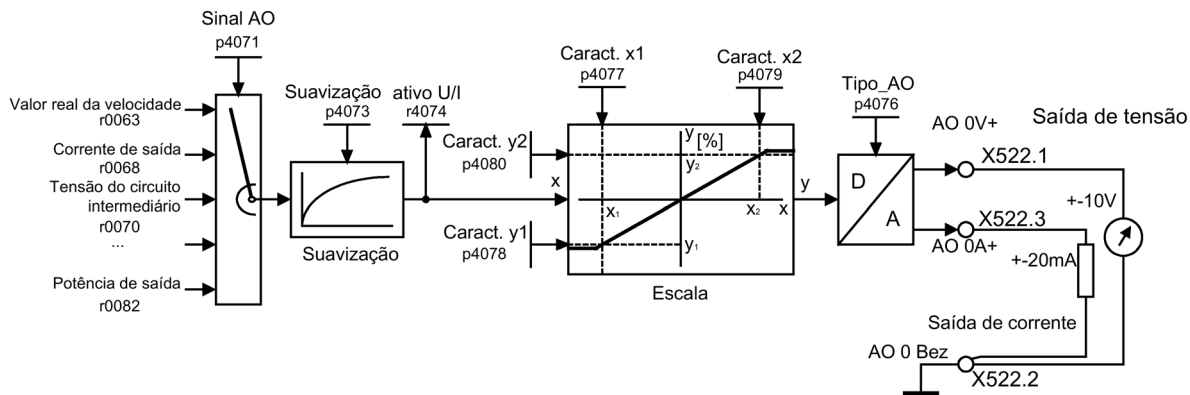 Sinal AO
p4071
Valor real da velocidade
r0063
Corrente de saída
r0068
Tensão do circuito
intermediário
r0070
...
Potência de saída
r0082
Suavização
p4073
Suavização
ativo U/I
r4074
Caract. y2
p4080
x
Caract. y1
p4078
Caract. x1
p4077
Caract. x2
p4079
y [%]
y2
x1
x2
x
y1
Escala
y
Tipo_AO
p4076
D
A
AO 0V+
X522.1
Saída de tensão
+-10V
X522.3
AO 0A+
+-20mA
Saída de corrente
AO 0 Bez
X522.2